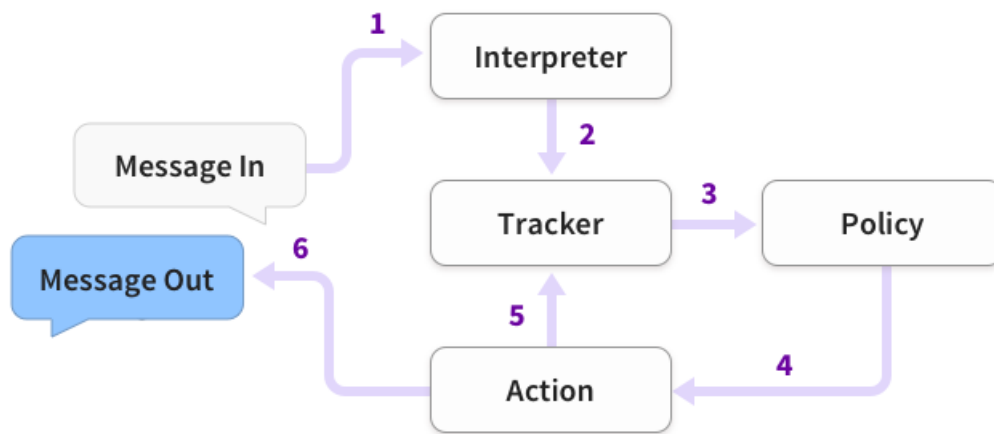 1
Interpreter
2
Message In
3
Tracker
Policy
6
Message Out
5
4
Action